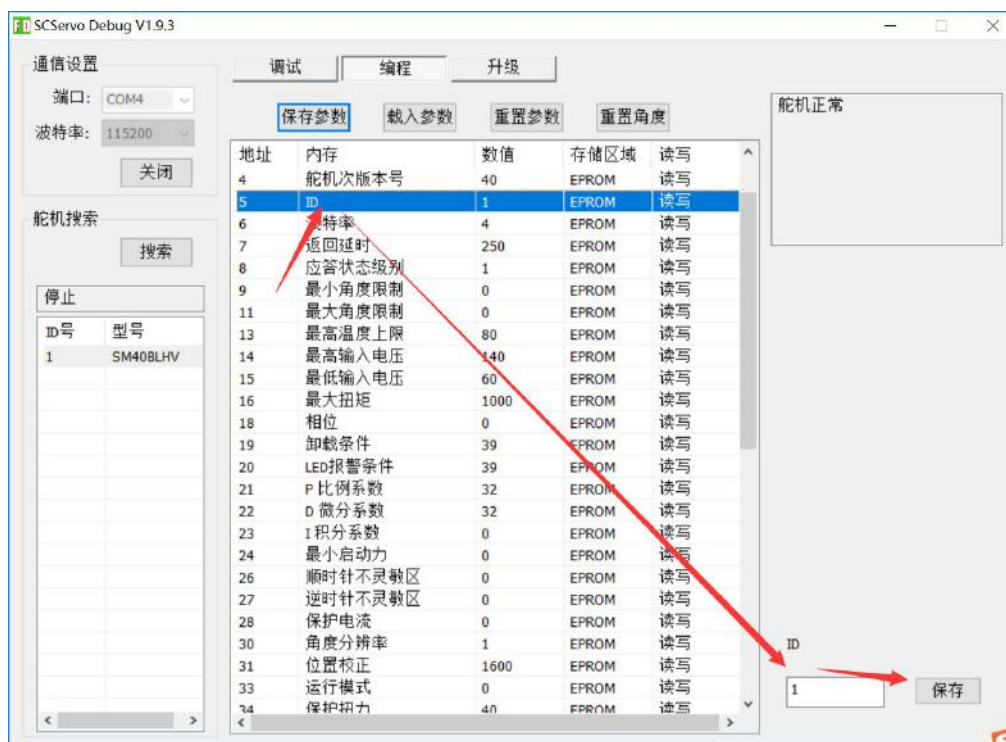 SCServo Debug V1.9.3
通信设置
端口: COM4
波特率: 115200
关闭
舵机搜索
搜索
停止
ID号 型号
1 SM40BLHV
调试 编程 升级
保存参数 载入参数 重置参数 重置角度
地址 内存 数值 存储区域 读写
4 舵机次版本号 40 EPROM 读写
5 ID 1 EPROM 读写
6 波特率 4 EPROM 读写
7 返回延时 250 EPROM 读写
8 应答状态级别 1 EPROM 读写
9 最小角度限制 0 EPROM 读写
11 最大角度限制 0 EPROM 读写
13 最高温度上限 80 EPROM 读写
14 最高输入电压 140 EPROM 读写
15 最低输入电压 60 EPROM 读写
16 最大扭矩 1000 EPROM 读写
18 相位 0 EPROM 读写
19 卸载条件 39 EPROM 读写
20 LED报警条件 39 EPROM 读写
21 P 比例系数 32 EPROM 读写
22 D 微分系数 32 EPROM 读写
23 I 积分系数 0 EPROM 读写
24 最小启动力 0 EPROM 读写
26 顺时针不灵敏区 0 EPROM 读写
27 逆时针不灵敏区 0 EPROM 读写
28 保护电流 0 EPROM 读写
30 角度分辨率 1 EPROM 读写
31 位置校正 1600 EPROM 读写
33 运行模式 0 EPROM 读写
34 保护扭力 40 EPROM 读写
舵机正常
ID
1
保存